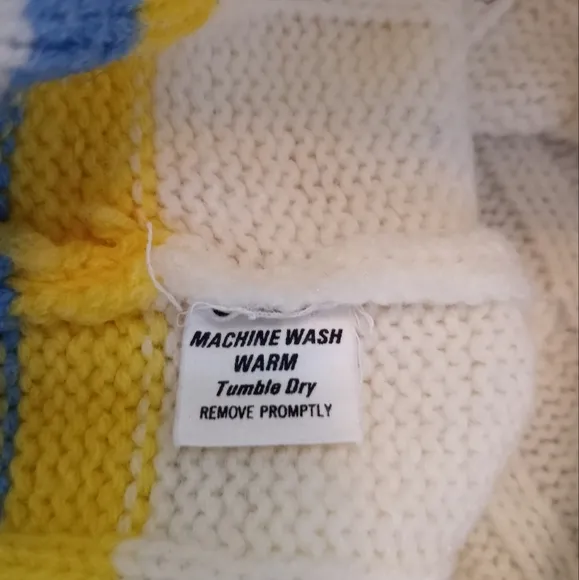 MACHINE WASH
WARM
Tumble Dry
REMOVE PROMPTLY